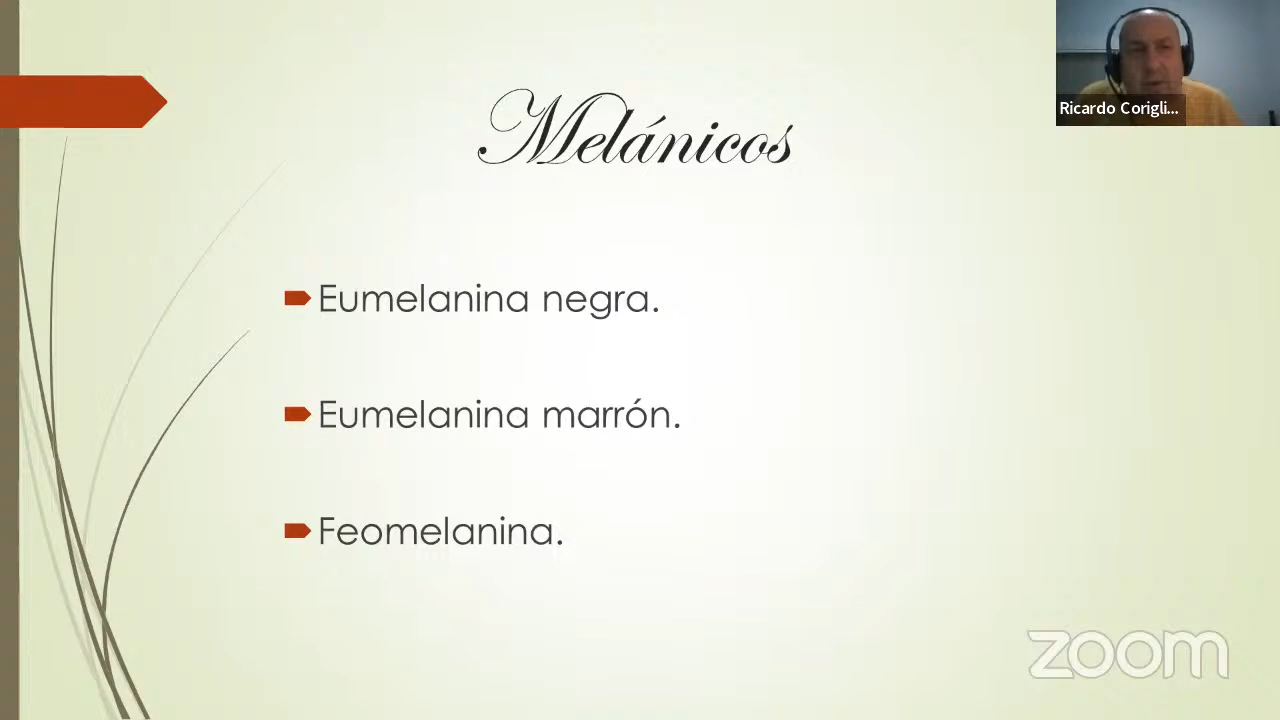 Melánicos
Ricardo Corigli...
Eumelanina negra.
Eumelanina marrón.
Feomelanina.
zoom